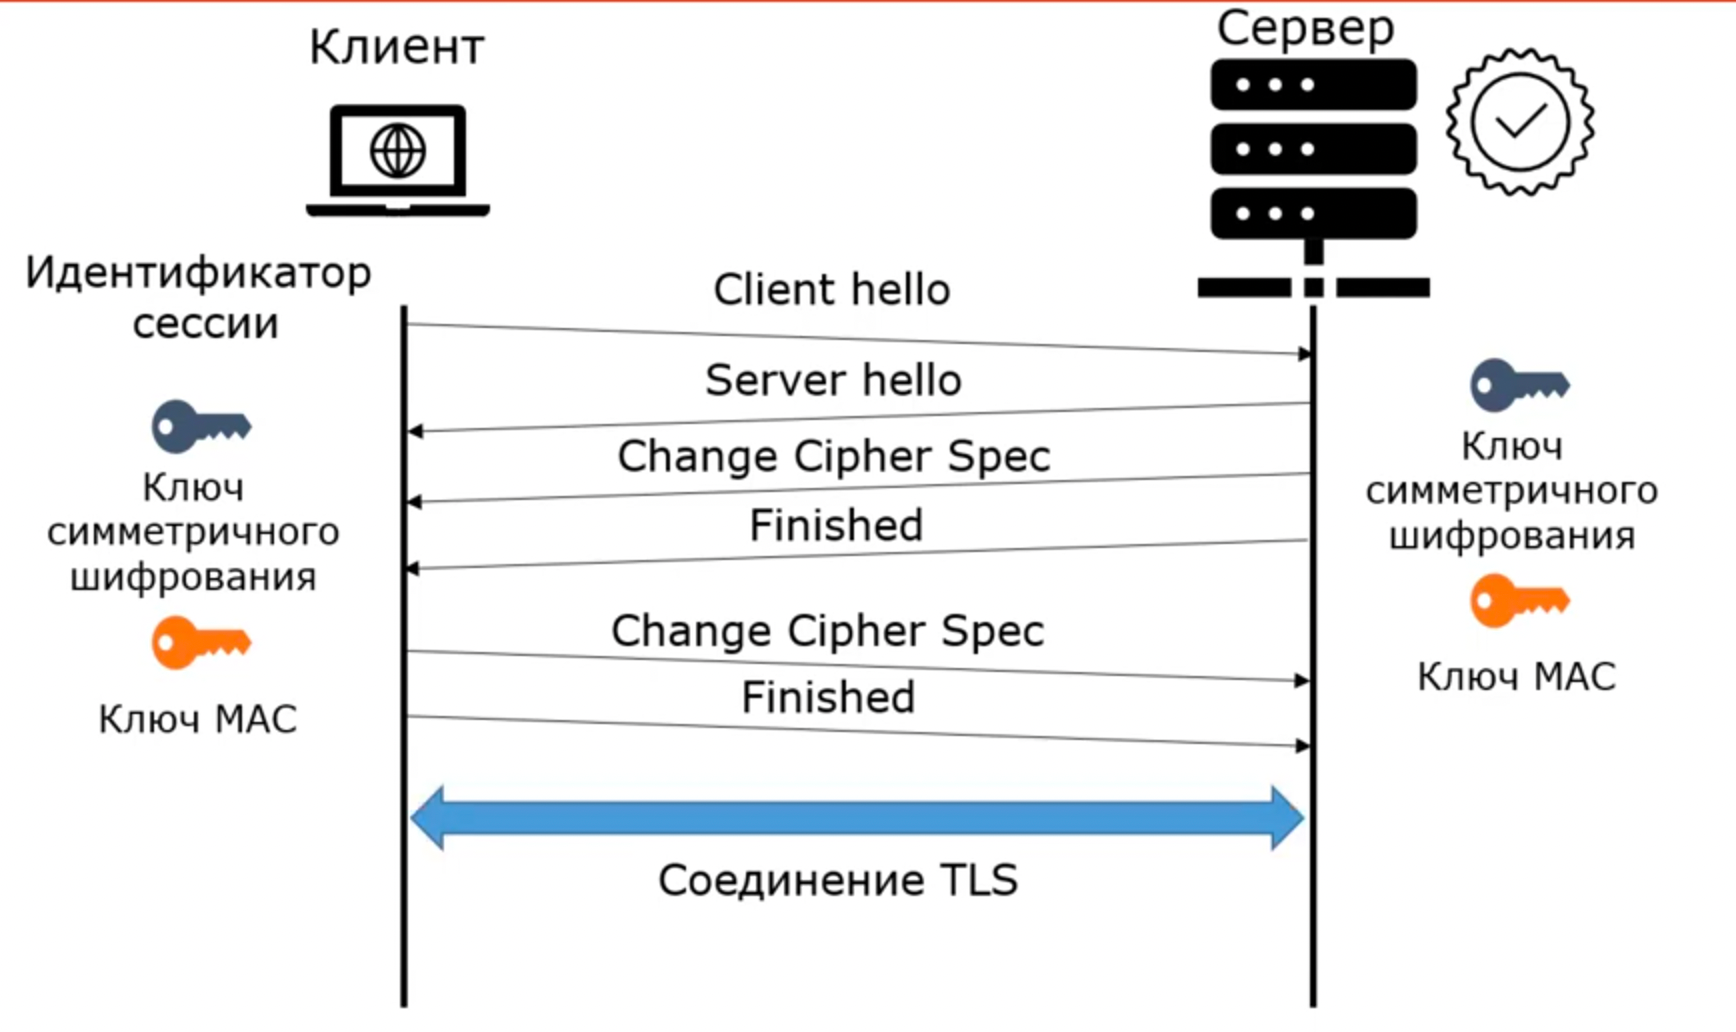 Клиент
Сервер
Идентификатор
сессии
Client hello
Server hello
Change Cipher Spec
Finished
Change Cipher Spec
Finished
Соединение TLS
Ключ
симметричного
шифрования
Ключ MAC
Ключ
симметричного
шифрования
Ключ MAC